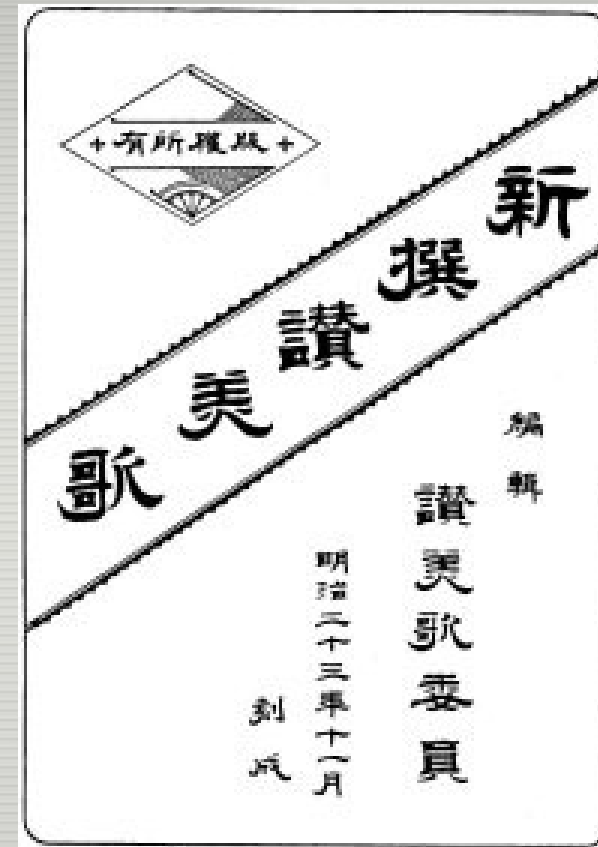 版權所有
新撰讃美歌
編輯
讃美歌委員
明治二十三年十一月
刻成